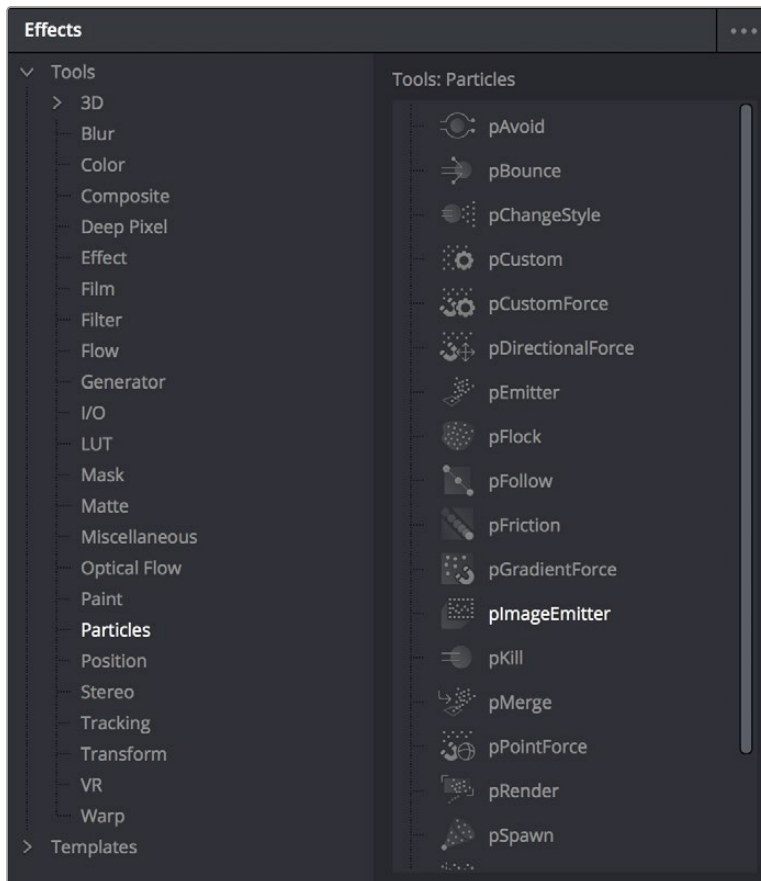 Effects
Tools
3D
Blur
Color
Composite
Deep Pixel
Effect
Film
Filter
Flow
Generator
I/O
LUT
Mask
Matte
Miscellaneous
Optical Flow
Paint
Particles
Position
Stereo
Tracking
Transform
VR
Warp
Templates
Tools: Particles
pAvoid
pBounce
pChangeStyle
pCustom
pCustomForce
pDirectionalForce
pEmitter
pFlock
pFollow
pFriction
pGradientForce
pImageEmitter
pKill
pMerge
pPointForce
pRender
pSpawn